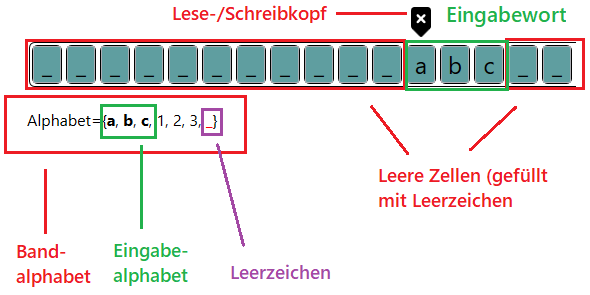 Lese-/Schreibkopf
Eingabewort
_ _ _ _ _ _ _ _ _ _ _ a b c _ _
Alphabet={a, b, c, 1, 2, 3, _}
Leere Zellen (gefüllt
mit Leerzeichen
Band-
alphabet
Eingabe-
alphabet
Leerzeichen